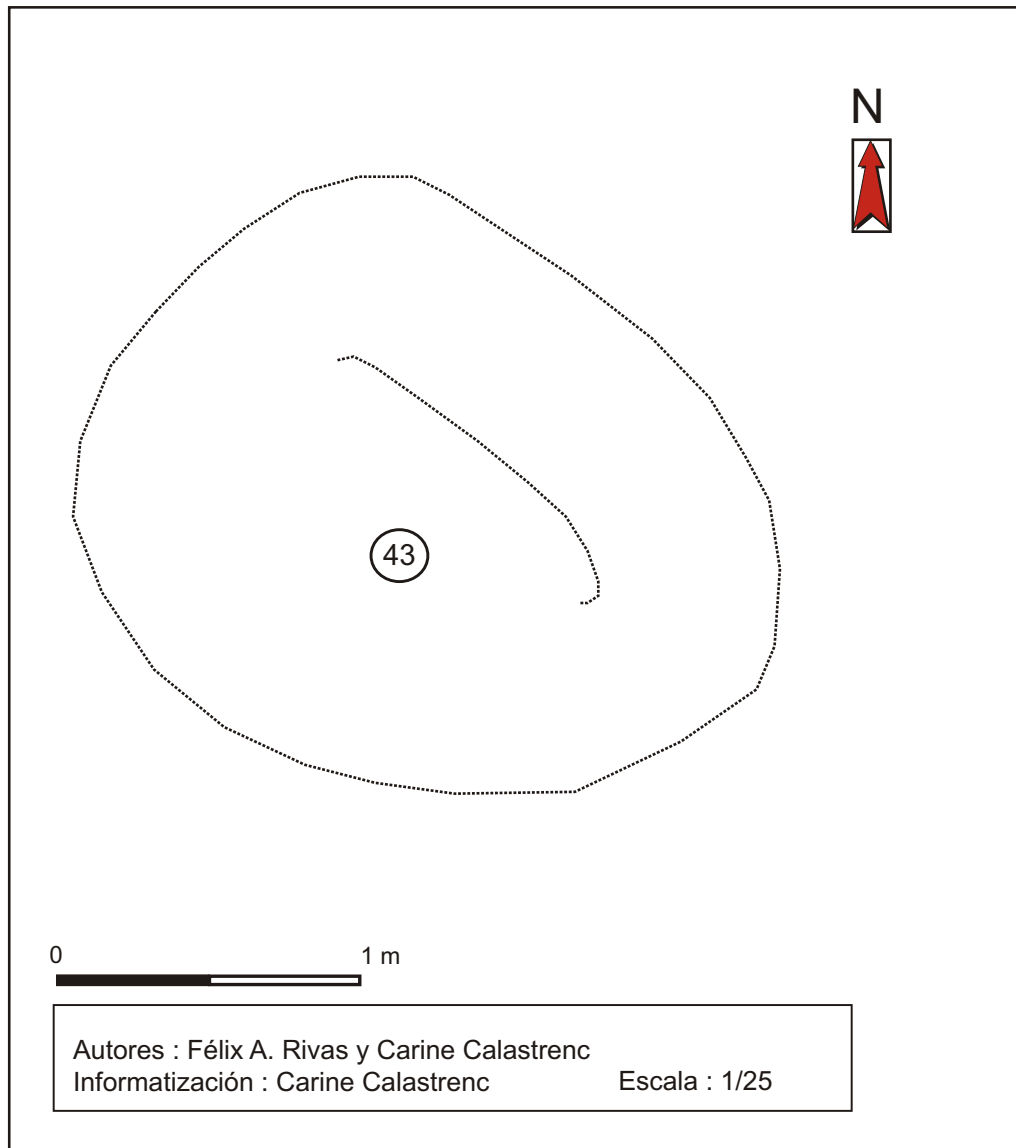 N
43
0 1 m
Autores : Félix A. Rivas y Carine Calastrenc
Informatización : Carine Calastrenc Escala : 1/25